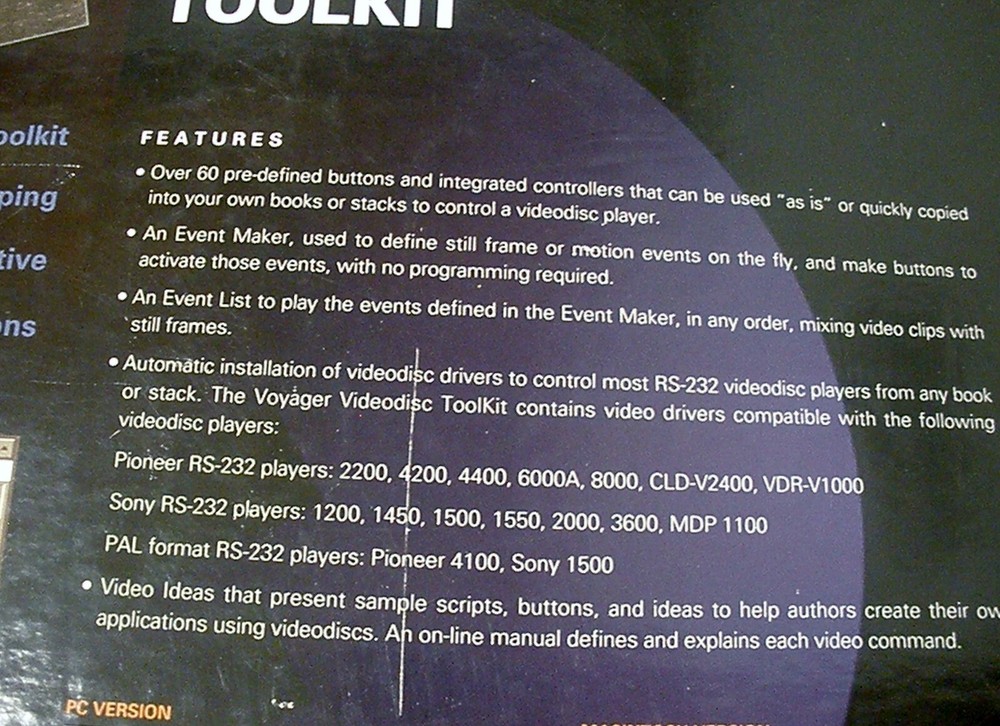 TOOLKIT
oolkit
ping
tive
ons
FEATURES
• Over 60 pre-defined buttons and integrated controllers that can be used "as is" or quickly copied
into your own books or stacks to control a videodisc player.
• An Event Maker, used to define still frame or motion events on the fly, and make buttons to
activate those events, with no programming required.
• An Event List to play the events defined in the Event Maker, in any order, mixing video clips with
still frames.
• Automatic installation of videodisc drivers to control most RS-232 videodisc players from any book
or stack. The Voyager Videodisc ToolKit contains video drivers compatible with the following
videodisc players:
Pioneer RS-232 players: 2200, 4200, 4400, 6000A, 8000, CLD-V2400, VDR-V1000
Sony RS-232 players: 1200, 1450, 1500, 1550, 2000, 3600, MDP 1100
PAL format RS-232 players: Pioneer 4100, Sony 1500
• Video Ideas that present sample scripts, buttons, and ideas to help authors create their ow
applications using videodiscs. An on-line manual defines and explains each video command.
PC VERSION